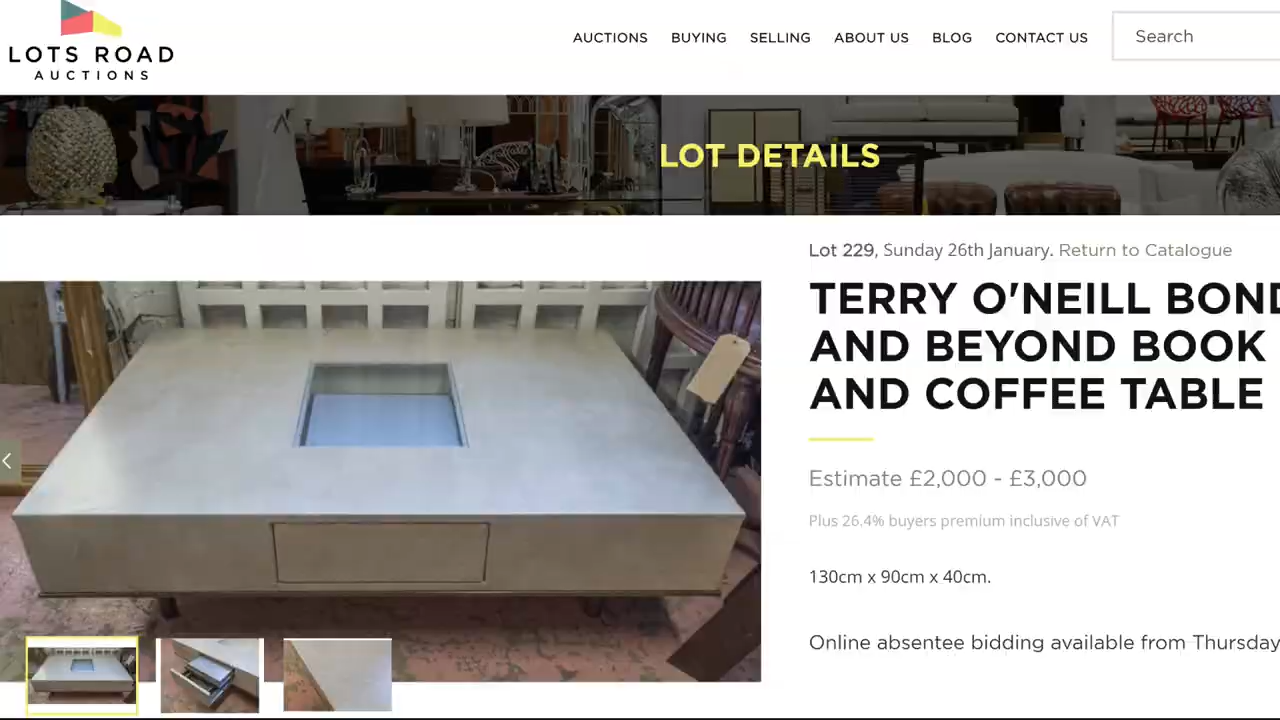 LOTS ROAD
AUCTIONS
AUCTIONS BUYING SELLING ABOUT US BLOG CONTACT US
Search
LOT DETAILS
Lot 229, Sunday 26th January. Return to Catalogue
TERRY O'NEILL BOND
AND BEYOND BOOK
AND COFFEE TABLE
Estimate £2,000 - £3,000
Plus 26.4% buyers premium inclusive of VAT
130cm x 90cm x 40cm.
Online absentee bidding available from Thursday